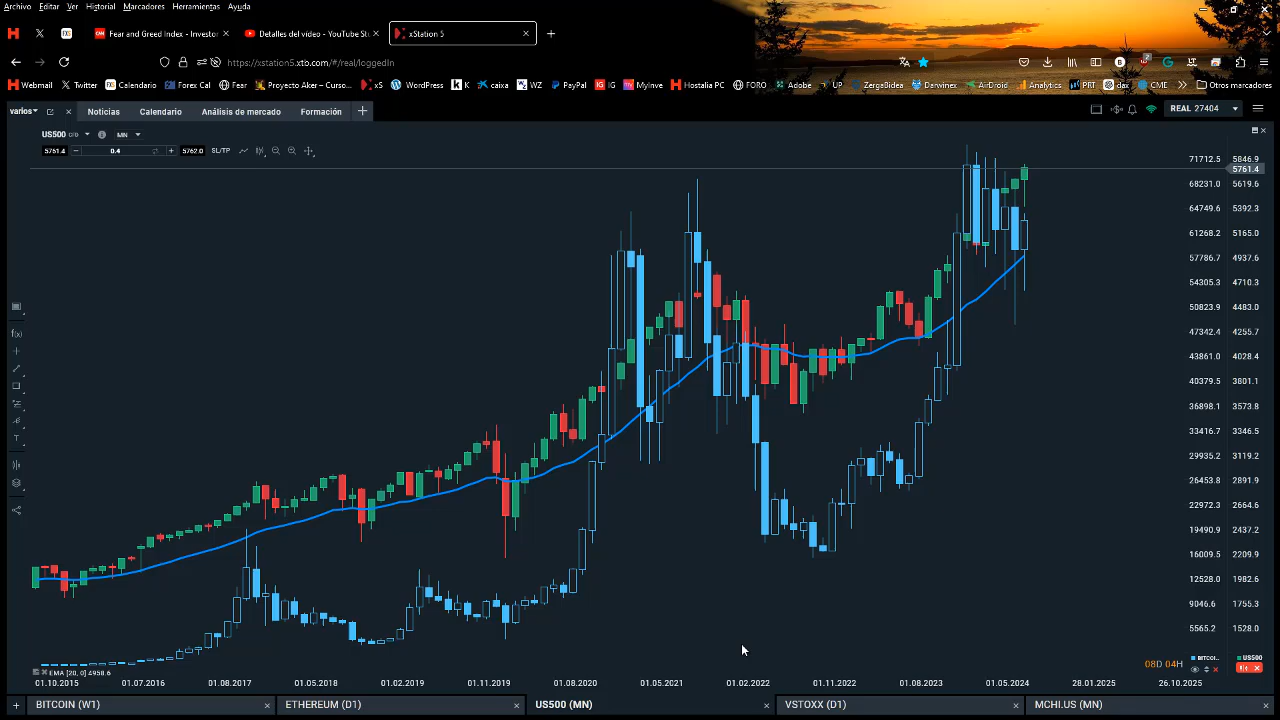 Archivo Editar Ver Historial Marcadores Herramientas Ayuda
Fear and Greed Index - Investor
Detalles del vídeo - YouTube St
xStation 5
https://xstation5.xtb.com/#/real/loggedIn
Webmail Twitter Calendario Forex Cal Fear Proyecto Aker – Curso... xS WordPress K caixa WZ PayPal IG MyInve Hostalia PC FORO Adobe UP ZergaBidea Darwinex AirDroid Analytics PRT dax CME Otros marcadores
varios Noticias Calendario Análisis de mercado Formación REAL 27404
US500 CFD MN
5761.4 0.4 5762.0 SL/TP
71712.5 5846.9
5761.4
68231.0 5619.6
64749.6 5392.3
61268.2 5165.0
57786.7 4937.6
54305.3 4710.3
50823.9 4483.0
47342.4 4255.7
43861.0 4028.4
40379.5 3801.1
36898.1 3573.8
33416.7 3346.5
29935.2 3119.2
26453.8 2891.9
22972.3 2664.6
19490.9 2437.2
16009.5 2209.9
12528.0 1982.6
9046.6 1755.3
5565.2 1528.0
BITCOI... US500
08D 04H
EMA [20, 0] 4958.6
01.10.2015 01.07.2016 01.08.2017 01.05.2018 01.02.2019 01.11.2019 01.08.2020 01.05.2021 01.02.2022 01.11.2022 01.08.2023 01.05.2024 28.01.2025 26.10.2025
BITCOIN (W1) ETHEREUM (D1) US500 (MN) VSTOXX (D1) MCHI.US (MN)